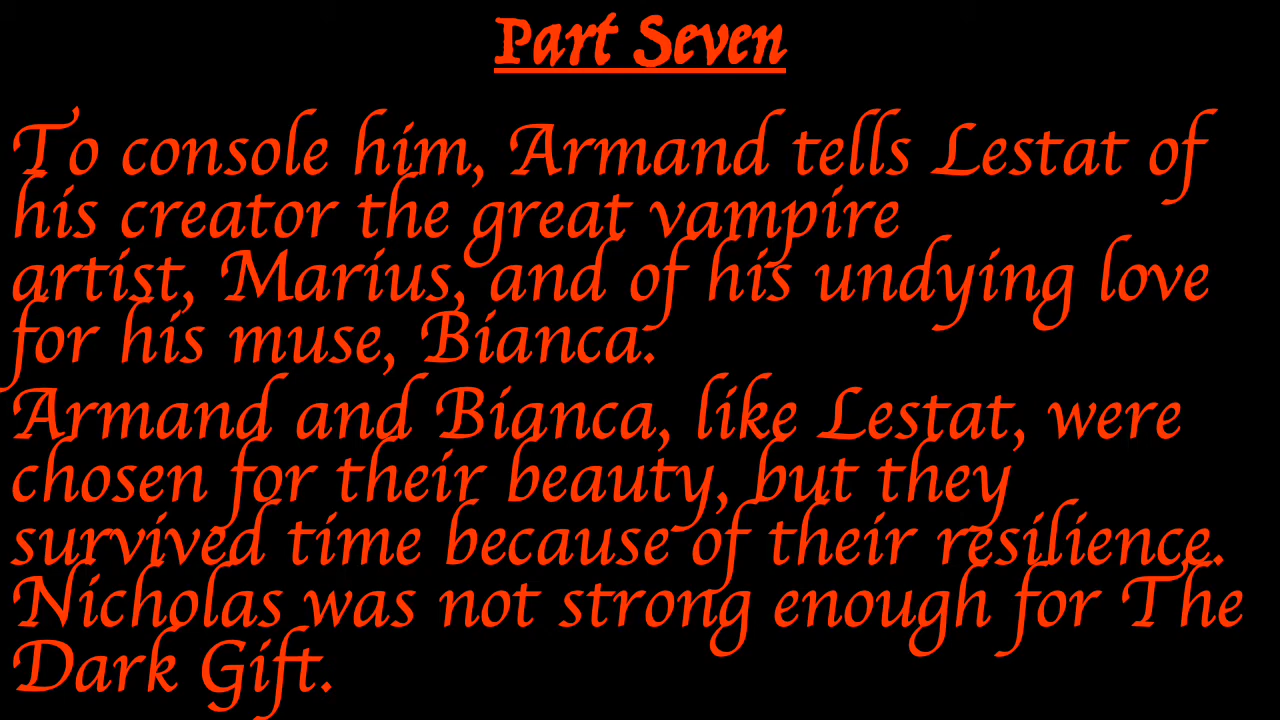 Part Seven
To console him, Armand tells Lestat of
his creator the great vampire
artist, Marius, and of his undying love
for his muse, Bianca.
Armand and Bianca, like Lestat, were
chosen for their beauty, but they
survived time because of their resilience.
Nicholas was not strong enough for The
Dark Gift.